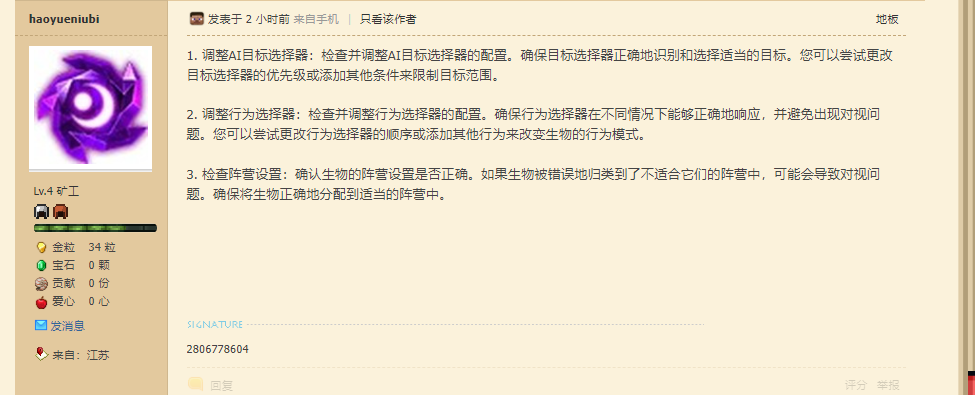 haoyueniubi
发表于 2 小时前 来自手机 | 只看该作者
地板
1. 调整AI目标选择器：检查并调整AI目标选择器的配置。确保目标选择器正确地识别和选择适当的目标。您可以尝试更改
目标选择器的优先级或添加其他条件来限制目标范围。
2. 调整行为选择器：检查并调整行为选择器的配置。确保行为选择器在不同情况下能够正确地响应，并避免出现对视问
题。您可以尝试更改行为选择器的顺序或添加其他行为来改变生物的行为模式。
3. 检查阵营设置：确认生物的阵营设置是否正确。如果生物被错误地归类到了不适合它们的阵营中，可能会导致对视问
题。确保将生物正确地分配到适当的阵营中。
Lv.4 矿工
金粒 34 粒
宝石 0 颗
贡献 0 份
爱心 0 心
发消息
来自：江苏
SIGNATURE
2806778604
回复
评分 举报